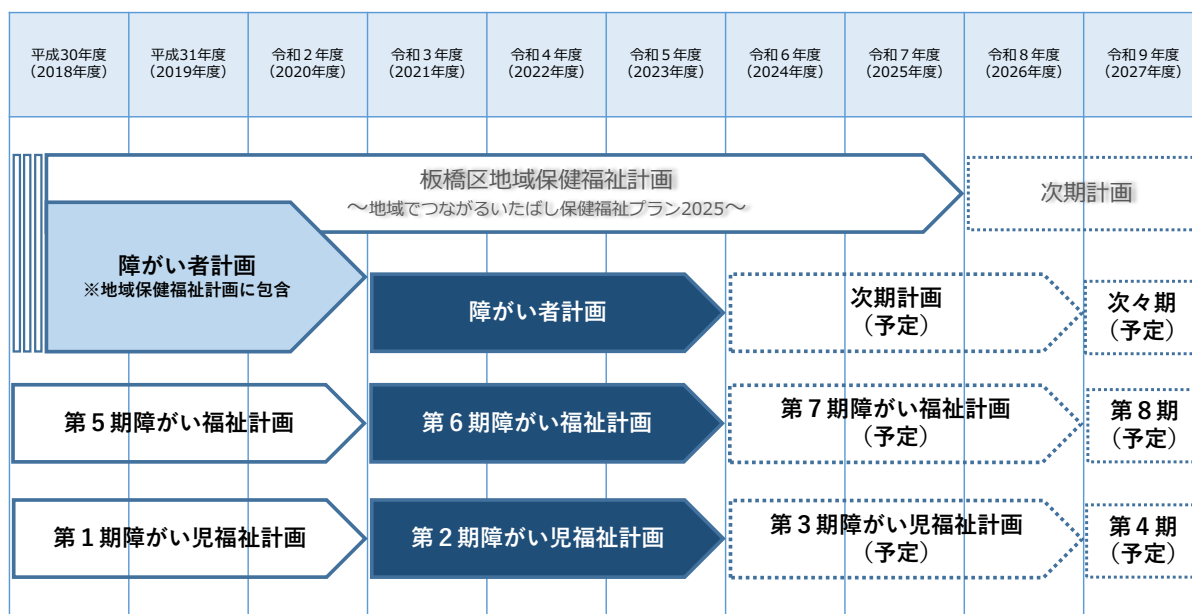 平成30年度
(2018年度)
平成31年度
(2019年度)
令和２年度
(2020年度)
令和３年度
(2021年度)
令和４年度
(2022年度)
令和５年度
(2023年度)
令和６年度
(2024年度)
令和７年度
(2025年度)
令和８年度
(2026年度)
令和９年度
(2027年度)
板橋区地域保健福祉計画
～地域でつながるいたばし保健福祉プラン2025～
次期計画
障がい者計画
※地域保健福祉計画に包含
障がい者計画
次期計画
（予定）
次々期
（予定）
第５期障がい福祉計画
第６期障がい福祉計画
第７期障がい福祉計画
（予定）
第８期
（予定）
第１期障がい児福祉計画
第２期障がい児福祉計画
第３期障がい児福祉計画
（予定）
第４期
（予定）